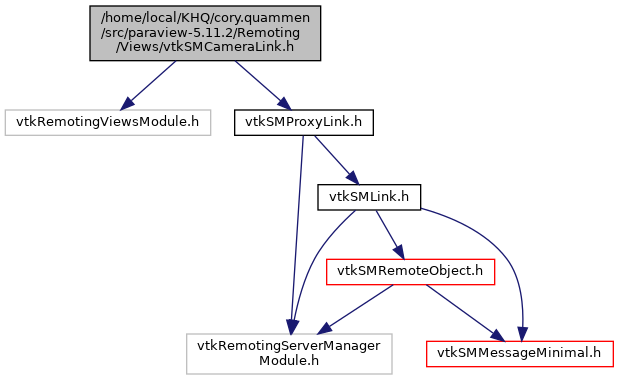 /home/local/KHQ/cory.quammen
/src/paraview-5.11.2/Remoting
/Views/vtkSMCameraLink.h
vtkRemotingViewsModule.h
vtkSMProxyLink.h
vtkSMLink.h
vtkSMRemoteObject.h
vtkRemotingServerManager
Module.h
vtkSMMessageMinimal.h